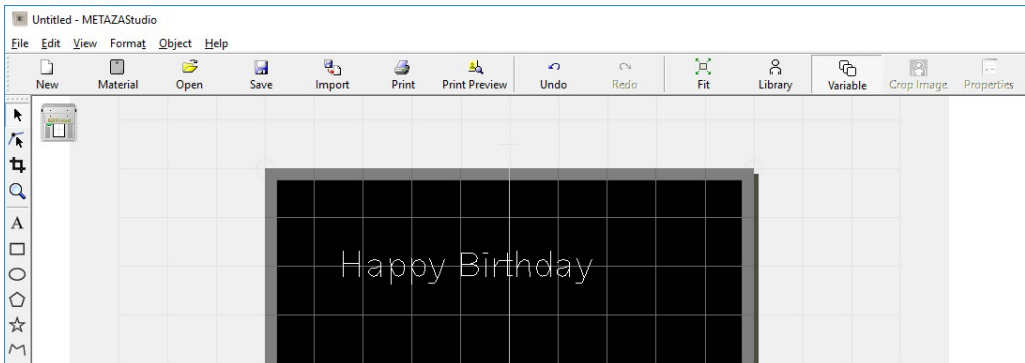 Untitled - METAZAStudio
File Edit View Format Object Help
New Material Open Save Import Print Print Preview Undo Redo Fit Library Variable Crop Image Properties
A
Happy Birthday